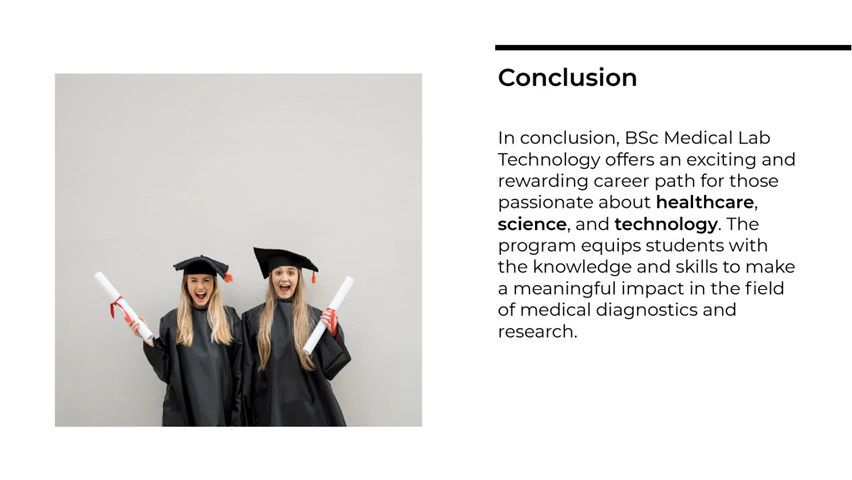 Conclusion
In conclusion, BSc Medical Lab
Technology offers an exciting and
rewarding career path for those
passionate about healthcare,
science, and technology. The
program equips students with
the knowledge and skills to make
a meaningful impact in the field
of medical diagnostics and
research.